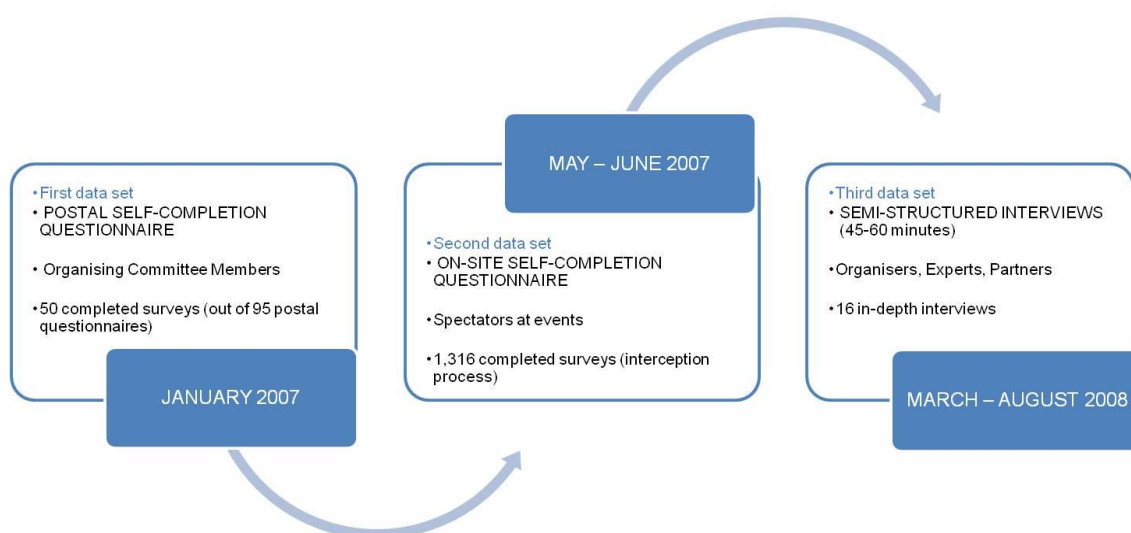 •First data set
• POSTAL SELF-COMPLETION
QUESTIONNAIRE
• Organising Committee Members
•50 completed surveys (out of 95 postal
questionnaires)
JANUARY 2007
MAY – JUNE 2007
•Second data set
• ON-SITE SELF-COMPLETION
QUESTIONNAIRE
•Spectators at events
•1,316 completed surveys (interception
process)
•Third data set
• SEMI-STRUCTURED INTERVIEWS
(45-60 minutes)
•Organisers, Experts, Partners
•16 in-depth interviews
MARCH – AUGUST 2008